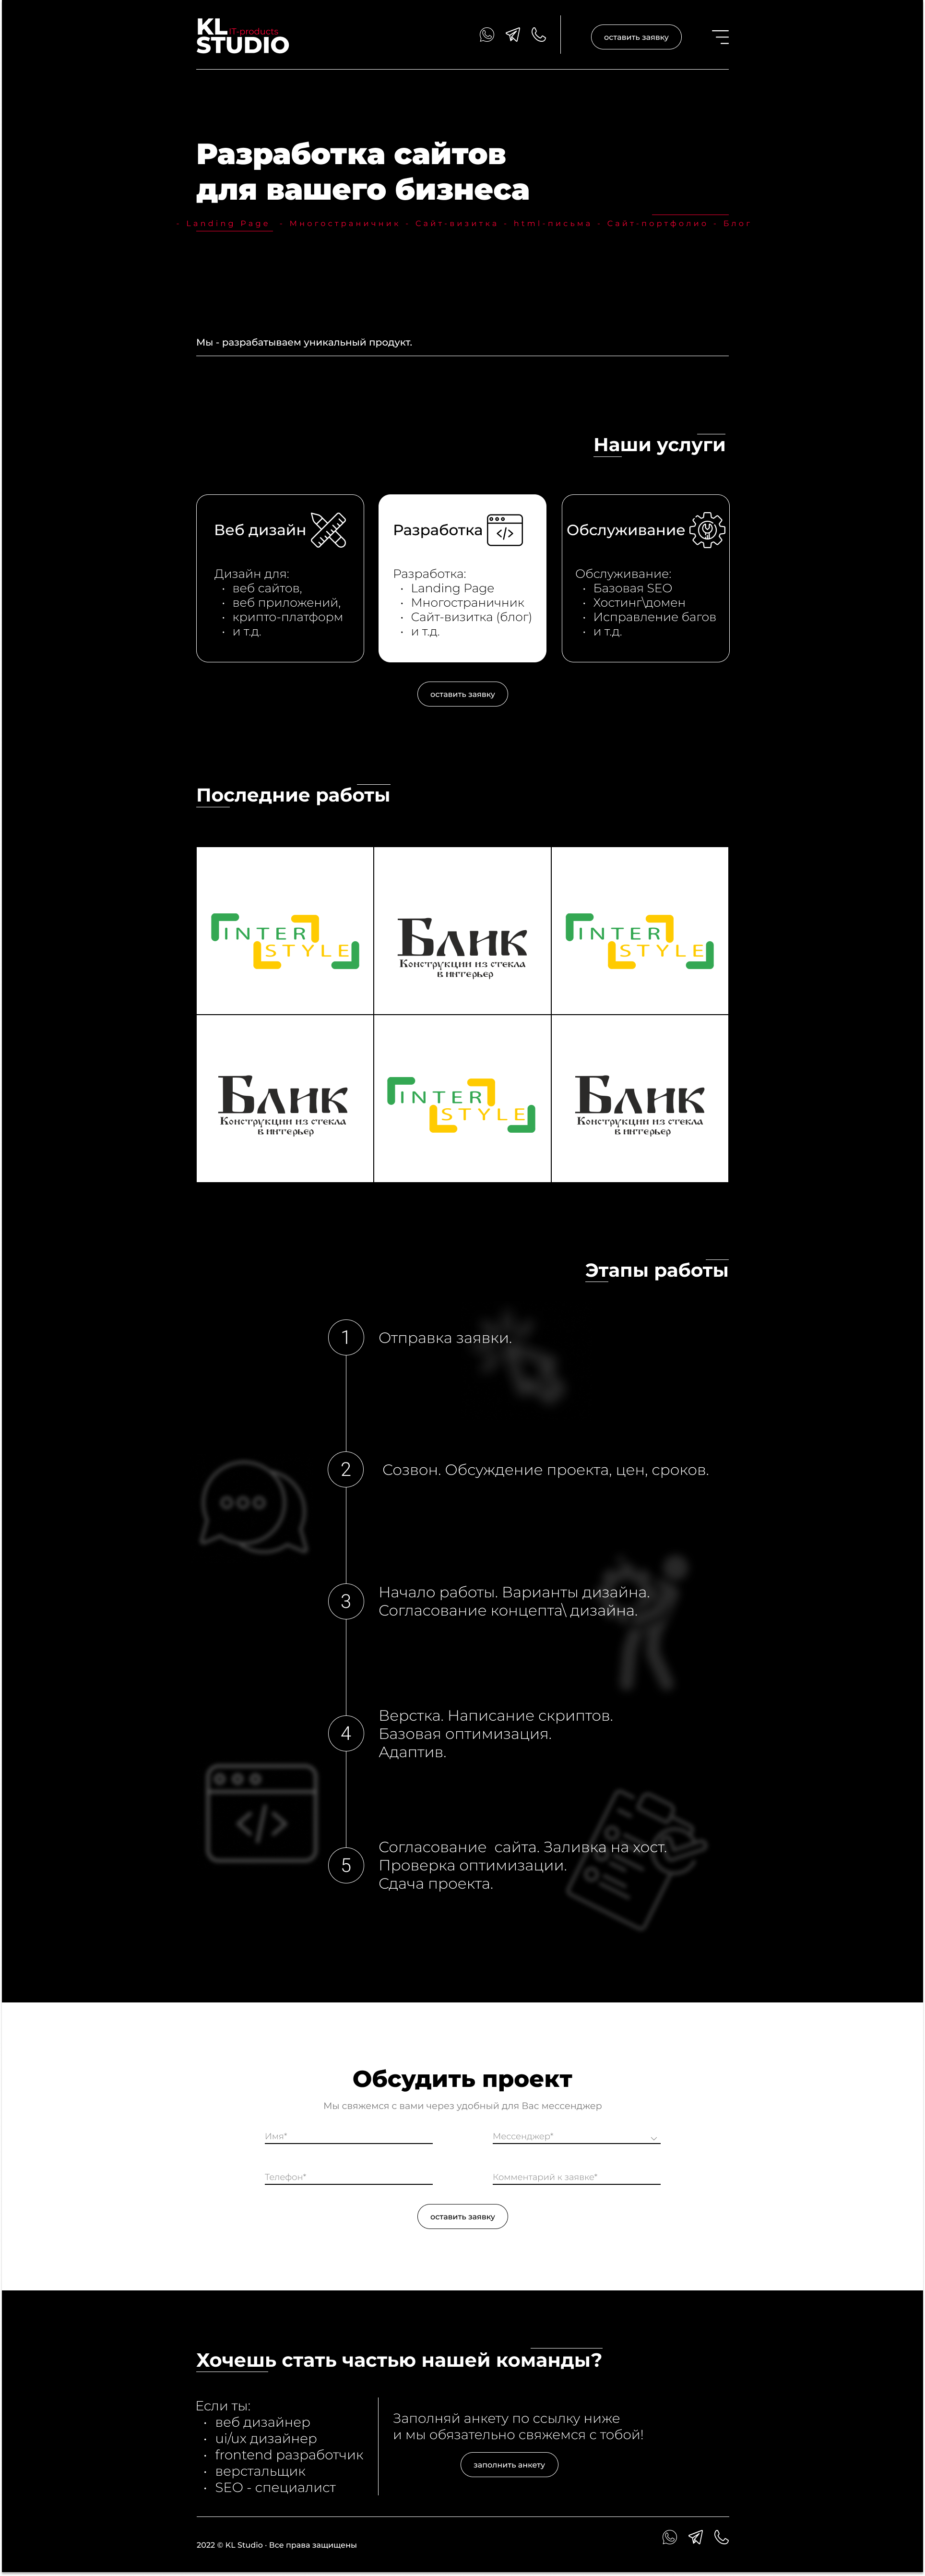 KL
IT-products
STUDIO
оставить заявку
Разработка сайтов
для вашего бизнеса
- Landing Page - Многостраничник - Сайт-визитка - html-письма - Сайт-портфолио - Блог
Мы - разрабатываем уникальный продукт.
Наши услуги
Веб дизайн
Дизайн для:
• веб сайтов,
• веб приложений,
• крипто-платформ
• и т.д.
Разработка
Разработка:
• Landing Page
• Многостраничник
• Сайт-визитка (блог)
• и т.д.
Обслуживание
Обслуживание:
• Базовая SEO
• Хостинг\домен
• Исправление багов
• и т.д.
оставить заявку
Последние работы
INTER
STYLE
Блик
Конструкции из стекла
в интерьер
INTER
STYLE
Блик
Конструкции из стекла
в интерьер
INTER
STYLE
Блик
Конструкции из стекла
в интерьер
Этапы работы
1
Отправка заявки.
2
Созвон. Обсуждение проекта, цен, сроков.
3
Начало работы. Варианты дизайна.
Согласование концепта\ дизайна.
4
Верстка. Написание скриптов.
Базовая оптимизация.
Адаптив.
5
Согласование  сайта. Заливка на хост.
Проверка оптимизации.
Сдача проекта.
Обсудить проект
Мы свяжемся с вами через удобный для Вас мессенджер
Имя*
Мессенджер*
Телефон*
Комментарий к заявке*
оставить заявку
Хочешь стать частью нашей команды?
Если ты:
• веб дизайнер
• ui/ux дизайнер
• frontend разработчик
• верстальщик
• SEO - специалист
Заполняй анкету по ссылку ниже
и мы обязательно свяжемся с тобой!
заполнить анкету
2022 © KL Studio - Все права защищены